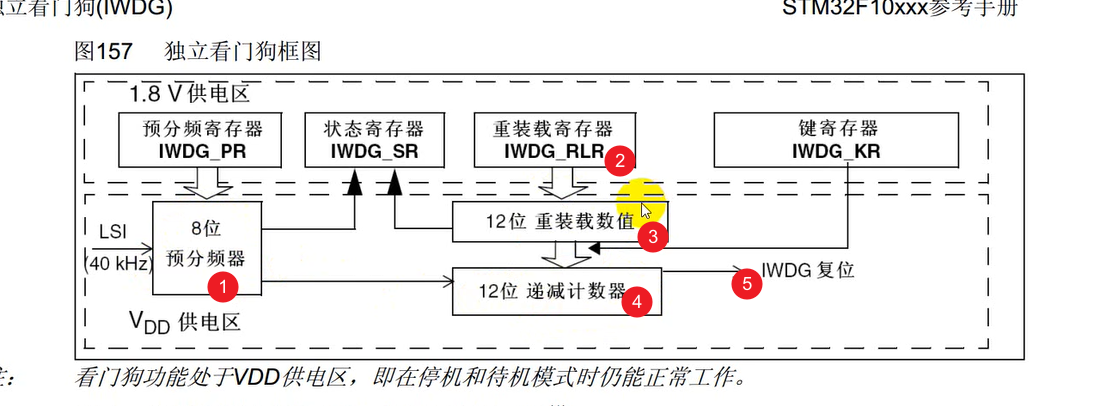 立看门狗(IWDG)
STM32F10xxx参考手册
图157 独立看门狗框图
1.8 V 供电区
预分频寄存器
IWDG_PR
状态寄存器
IWDG_SR
重装载寄存器
IWDG_RLR
2
键寄存器
IWDG_KR
LSI
(40 kHz)
8位
预分频器
1
12位 重装载数值
3
12位 递减计数器
4
5
IWDG 复位
VDD 供电区
注： 看门狗功能处于VDD供电区，即在停机和待机模式时仍能正常工作。